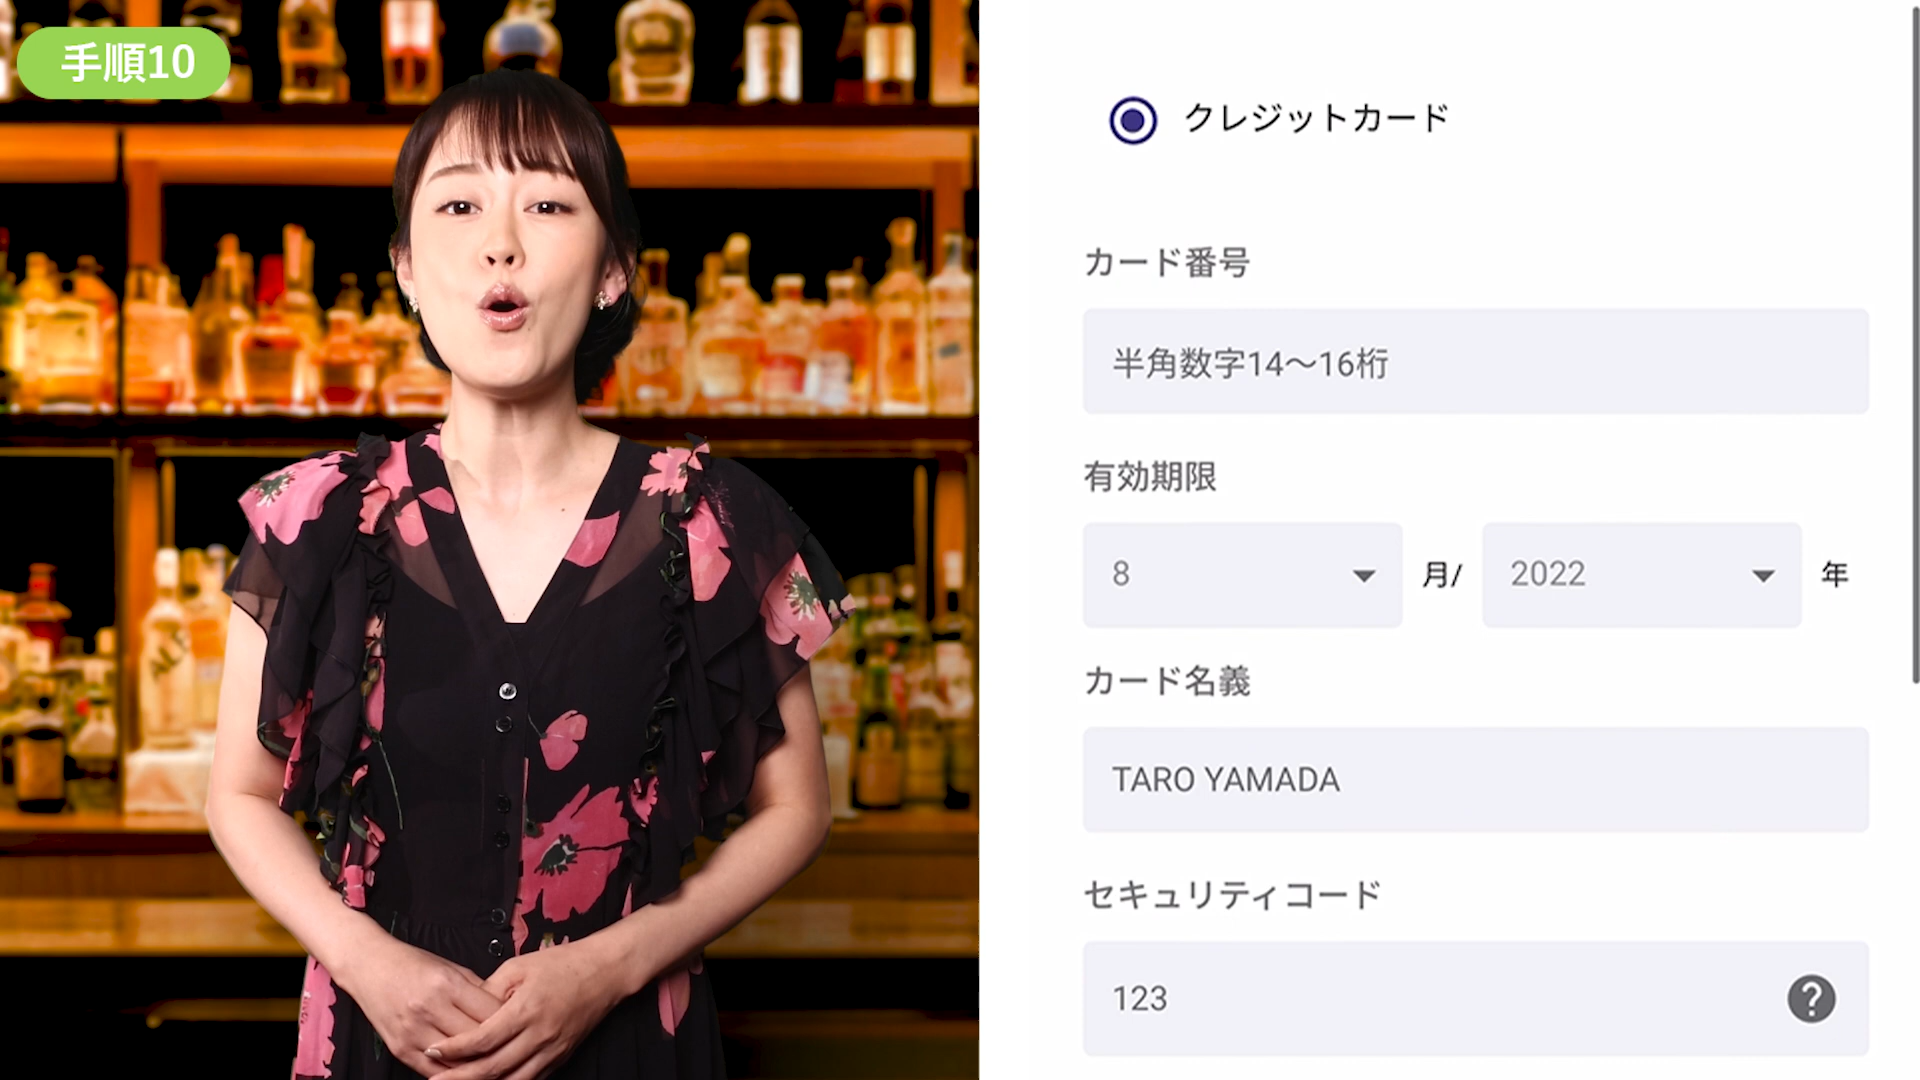 手順10
クレジットカード
カード番号
半角数字14〜16桁
有効期限
8 月/ 2022 年
カード名義
TARO YAMADA
セキュリティコード
123
?